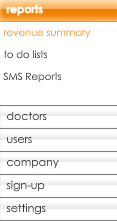 reports
revenue summary
to do lists
SMS Reports
doctors
users
company
sign-up
settings